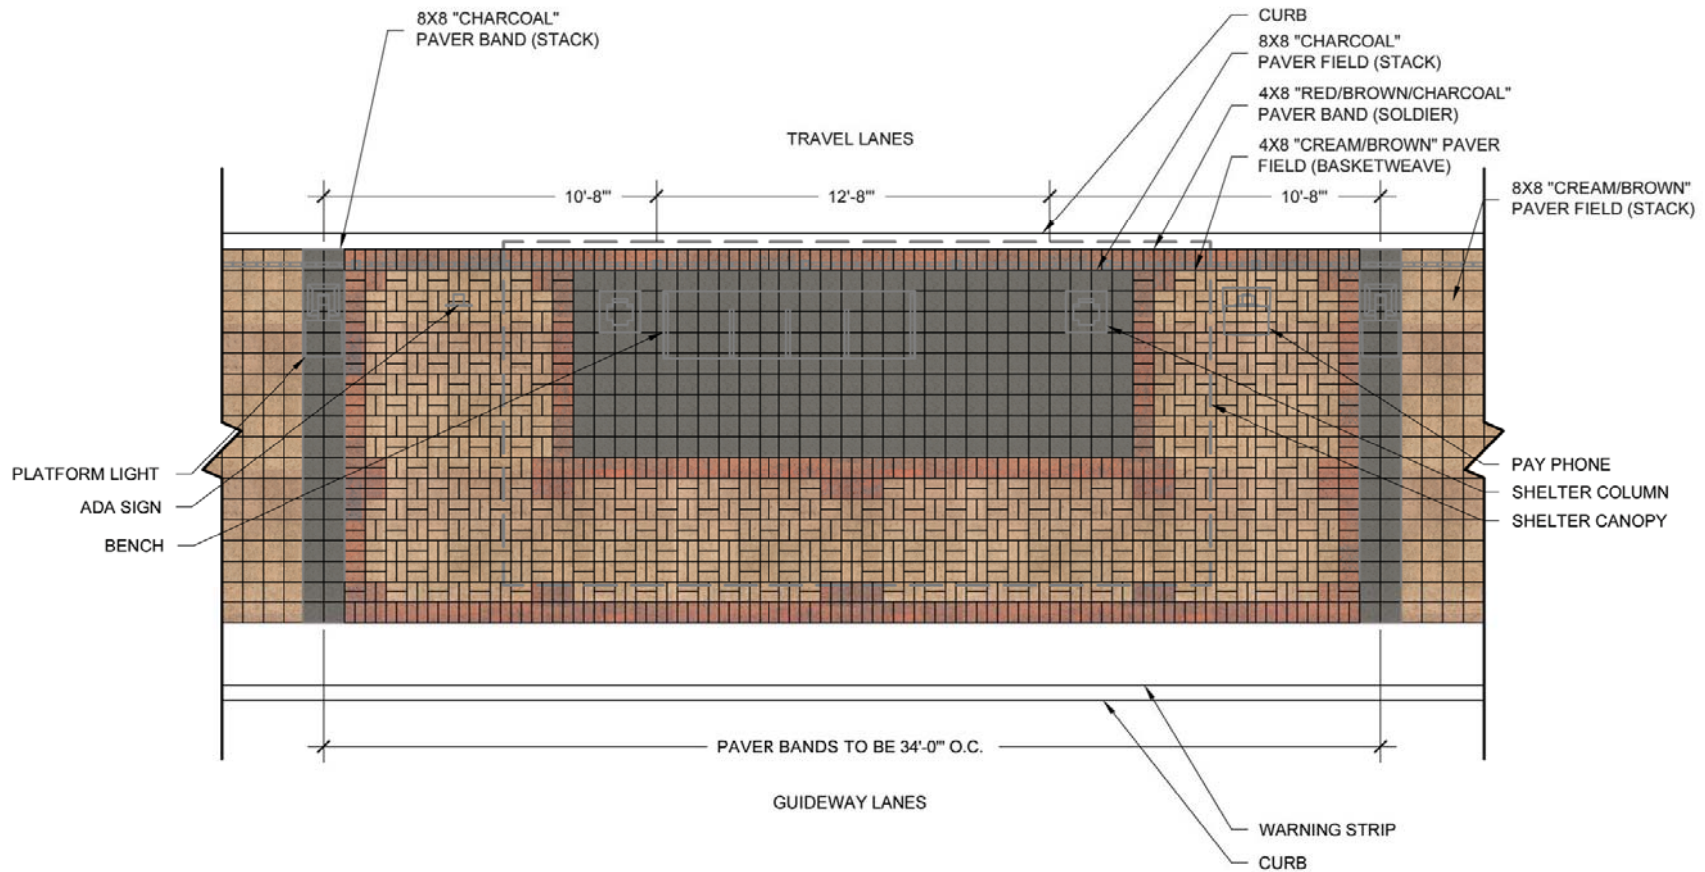 8X8 "CHARCOAL"
PAVER BAND (STACK)
CURB
8X8 "CHARCOAL"
PAVER FIELD (STACK)
4X8 "RED/BROWN/CHARCOAL"
PAVER BAND (SOLDIER)
4X8 "CREAM/BROWN" PAVER
FIELD (BASKETWEAVE)
8X8 "CREAM/BROWN"
PAVER FIELD (STACK)
TRAVEL LANES
10'-8'"
12'-8'"
10'-8'"
PLATFORM LIGHT
ADA SIGN
BENCH
PAY PHONE
SHELTER COLUMN
SHELTER CANOPY
PAVER BANDS TO BE 34'-0'" O.C.
GUIDEWAY LANES
WARNING STRIP
CURB